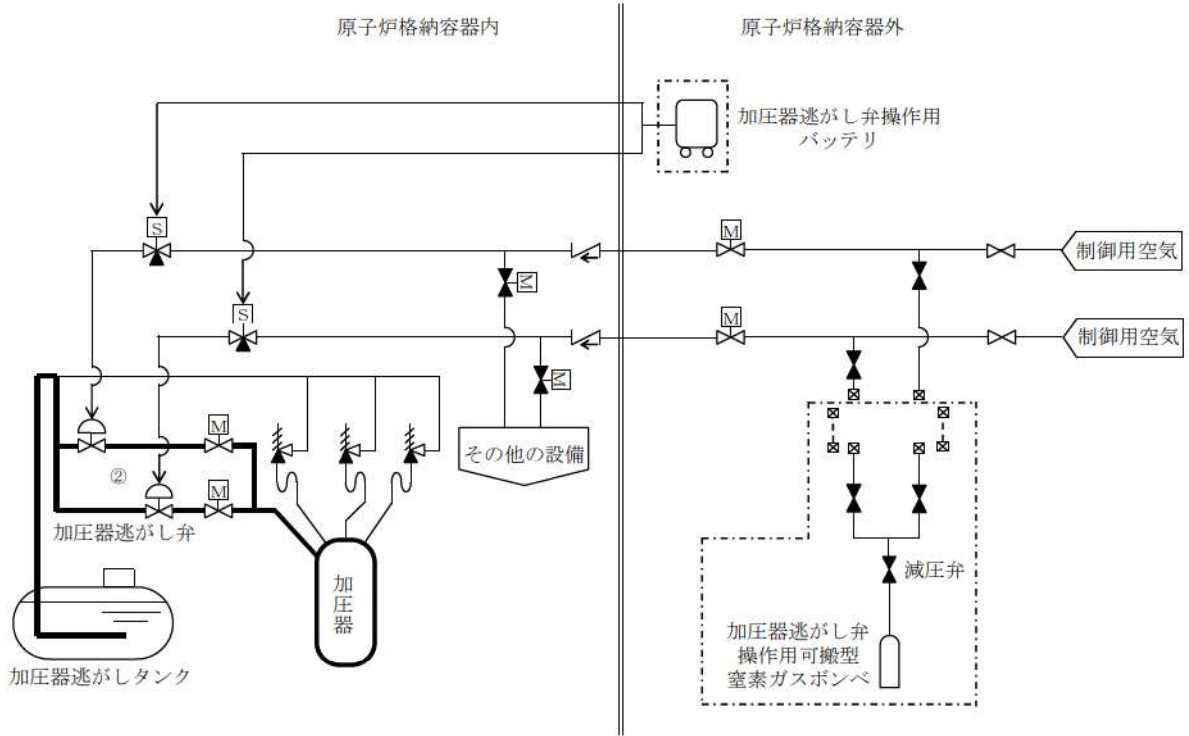 原子炉格納容器内
原子炉格納容器外
加圧器逃がし弁操作用
バッテリ
S
M
制御用空気
M
S
M
制御用空気
M
M
その他の設備
②
M
加圧器逃がし弁
減圧弁
加圧器
加圧器逃がし弁
操作用可搬型
窒素ガスボンベ
加圧器逃がしタンク